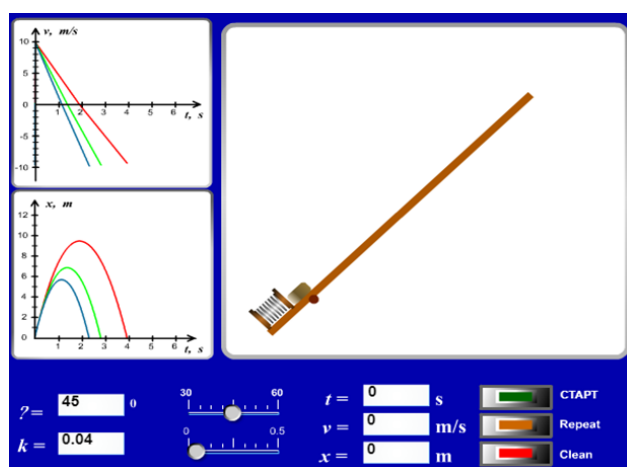 v, m/s
10
5
0
-5
-10
1 2 3 4 5 6
t, s
x, m
12
10
8
6
4
2
0
1 2 3 4 5 6
t, s
?= 45 0
k = 0.04
30 60
0 0.5
t = 0 s
v = 0 m/s
x = 0 m
СТАРТ
Repeat
Clean